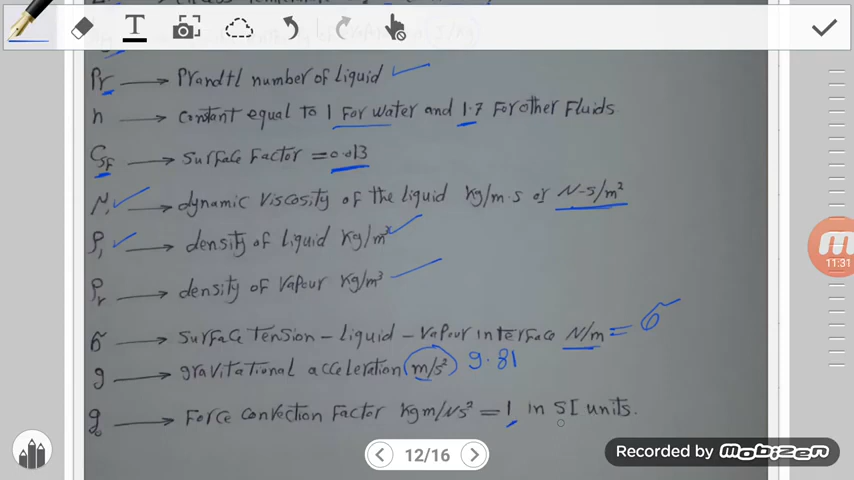 Pr → Prandtl number of liquid
n → constant equal to 1 For water and 1.7 For other Fluids
Csf → surface Factor = 0.013
μl → dynamic viscosity of the liquid kg/m.s or N-s/m²
ρl → density of liquid kg/m³
ρv → density of vapour kg/m³
σ → surface Tension - liquid - vapour interface N/m = σ
g → gravitational acceleration (m/s²) 9.81
→ Force convection Factor kgm/Ns² = 1 in SI units.
T
12/16
11:31
Recorded by Mobizen